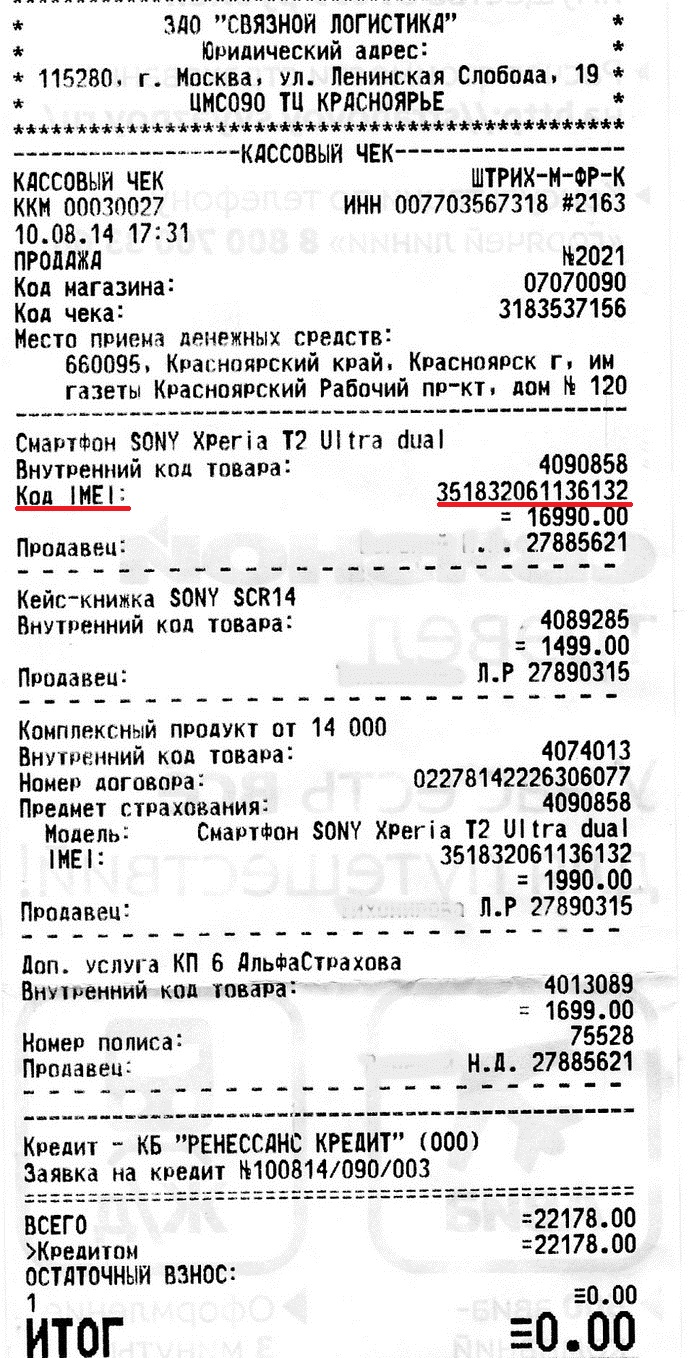 *************************************************
* ЗАО "СВЯЗНОЙ ЛОГИСТИКА" *
* Юридический адрес: *
* 115280, г. Москва, ул. Ленинская Слобода, 19 *
* ЦМС090 ТЦ КРАСНОЯРЬЕ *
*************************************************
-------------------КАССОВЫЙ ЧЕК-------------------
КАССОВЫЙ ЧЕК ШТРИХ-М-ФР-К
ККМ 00030027 ИНН 007703567318 #2163
10.08.14 17:31
ПРОДАЖА №2021
Код магазина: 07070090
Код чека: 3183537156
Место приема денежных средств:
660095, Красноярский край, Красноярск г, им
газеты Красноярский Рабочий пр-кт, дом № 120
--------------------------------------------------
Смартфон SONY Xperia T2 Ultra dual
Внутренний код товара: 4090858
Код IMEI: 351832061136132
= 16990.00
Продавец: 27885621
- - - - - - - - - - - - - - - - - - - - - - - - -
Кейс-книжка SONY SCR14
Внутренний код товара: 4089285
= 1499.00
Продавец: Л.Р 27890315
- - - - - - - - - - - - - - - - - - - - - - - - -
Комплексный продукт от 14 000
Внутренний код товара: 4074013
Номер договора: 02278142226306077
Предмет страхования: 4090858
Модель: Смартфон SONY Xperia T2 Ultra dual
IMEI: 351832061136132
= 1990.00
Продавец: Л.Р 27890315
- - - - - - - - - - - - - - - - - - - - - - - - -
Доп. услуга КП 6 АльфаСтрахова
Внутренний код товара: 4013089
= 1699.00
Номер полиса: 75528
Продавец: Н.Д. 27885621
- - - - - - - - - - - - - - - - - - - - - - - - -
--------------------------------------------------
Кредит - КБ "РЕНЕССАНС КРЕДИТ" (ООО)
Заявка на кредит №100814/090/003
==================================================
ВСЕГО =22178.00
>Кредитом =22178.00
ОСТАТОЧНЫЙ ВЗНОС:
1 ≡0.00
ИТОГ ≡0.00